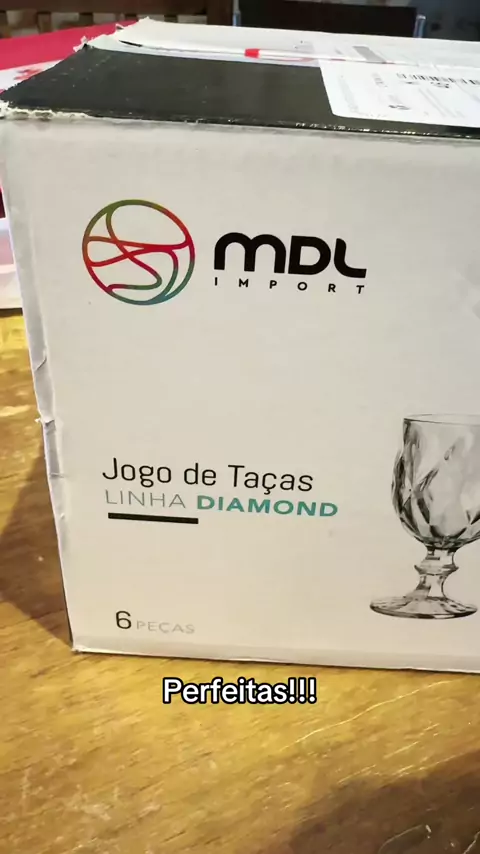 MDL
IMPORT
Jogo de Taças
LINHA DIAMOND
6 PEÇAS
Perfeitas!!!